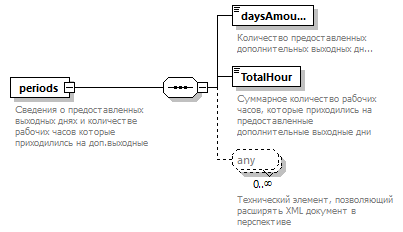 daysAmou...
Количество предоставленных
дополнительных выходных дн...
periods
Сведения о предоставленных
выходных днях и количестве
рабочих часов которые
приходилиcь на доп.выходные
TotalHour
Суммарное количество рабочих
часов, которые приходились на
предоставленные
дополнительные выходные дни
any
0..∞
Технический элемент, позволяющий
расширять XML документ в
перспективе